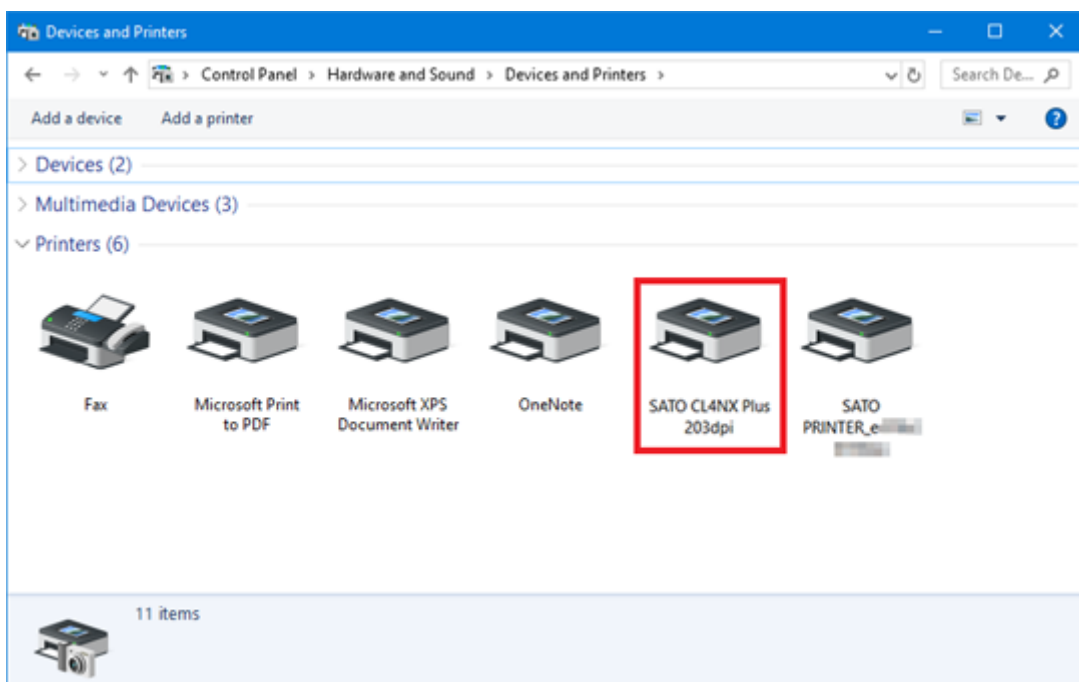 Devices and Printers
Control Panel > Hardware and Sound > Devices and Printers >
Search De...
Add a device Add a printer
Devices (2)
Multimedia Devices (3)
Printers (6)
Fax
Microsoft Print
to PDF
Microsoft XPS
Document Writer
OneNote
SATO CL4NX Plus
203dpi
SATO
PRINTER_e
11 items